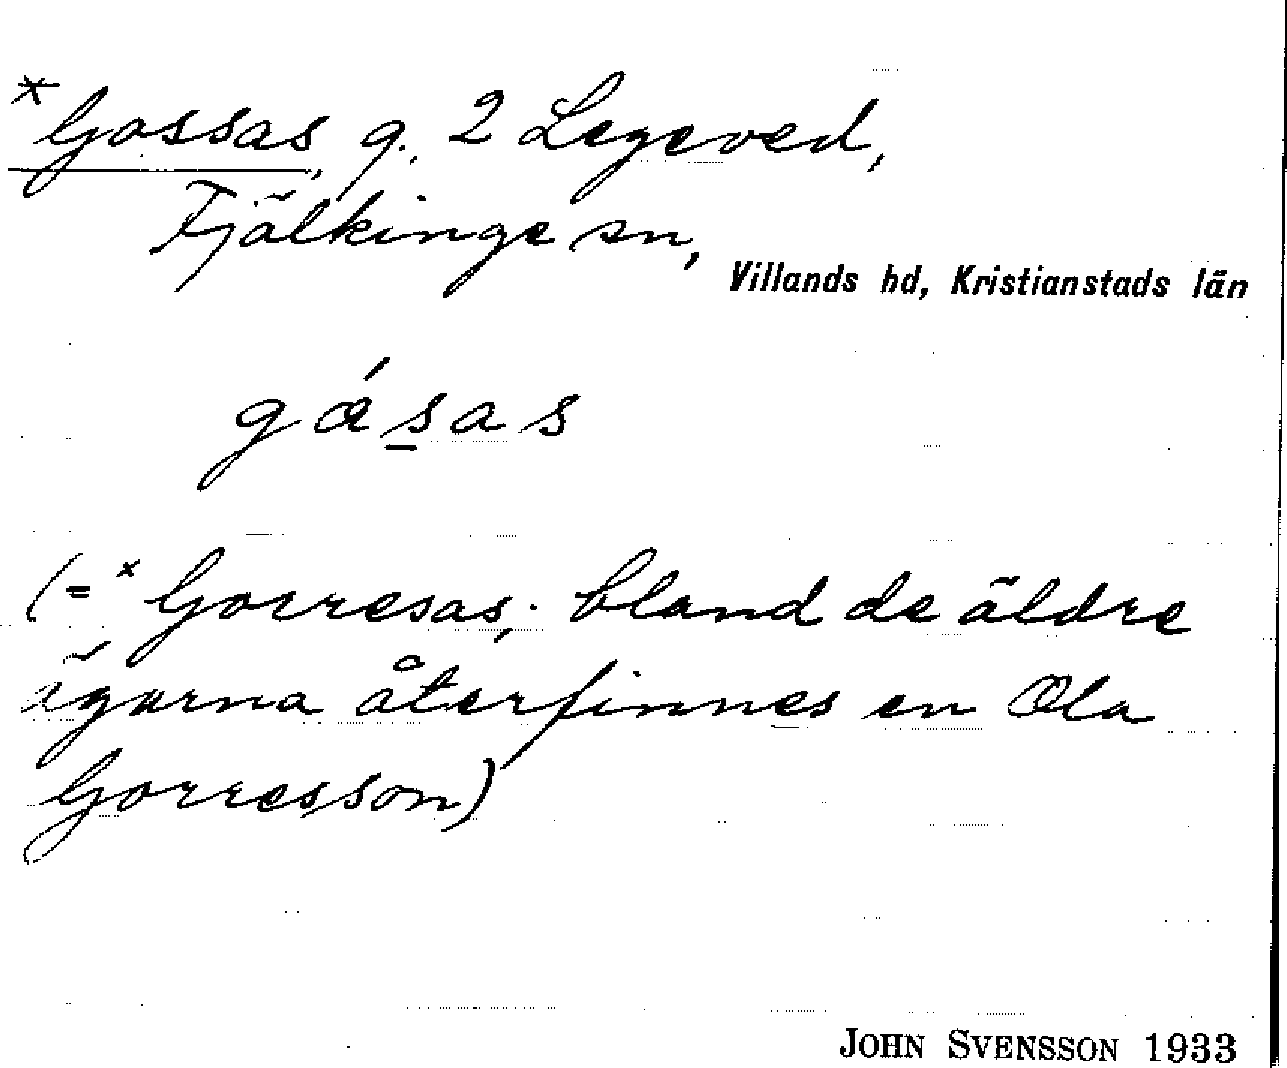 *Gossas, g. 2 Legeved,
Fjälkinge sn,
Villands hd, Kristianstads län
gá̊sas
(= *Gorresas; bland de äldre
ägarna återfinnes en Ola
Gorresson)
JOHN SVENSSON 1933